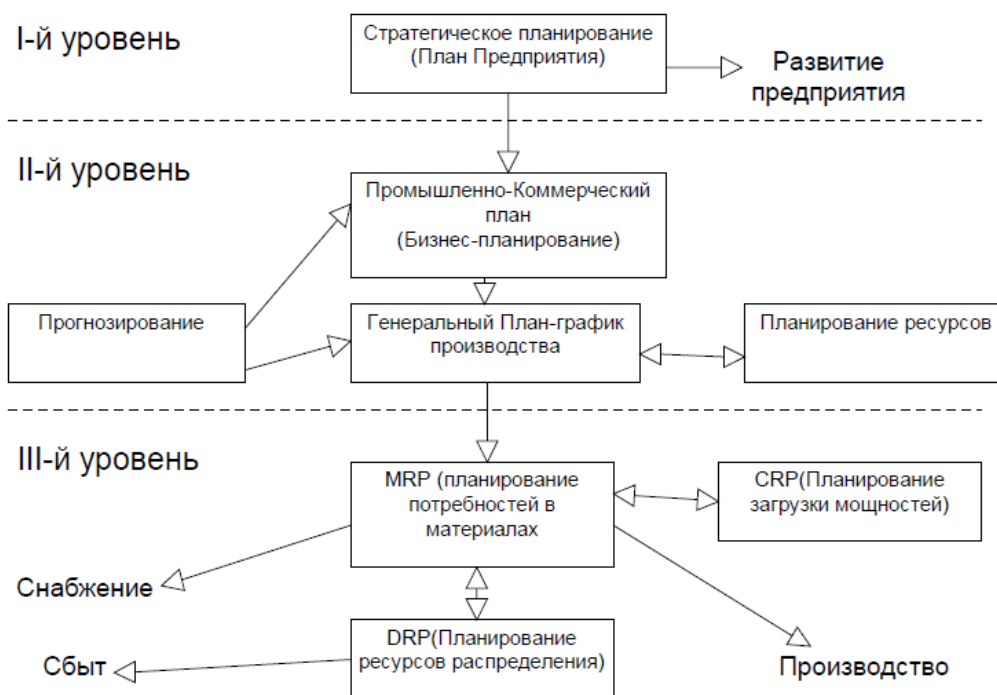 I-й уровень
Стратегическое планирование
(План Предприятия)
Развитие
предприятия
II-й уровень
Промышленно-Коммерческий
план
(Бизнес-планирование)
Прогнозирование
Генеральный План-график
производства
Планирование ресурсов
III-й уровень
MRP (планирование
потребностей в
материалах
CRP(Планирование
загрузки мощностей)
Снабжение
DRP(Планирование
ресурсов распределения)
Сбыт
Производство